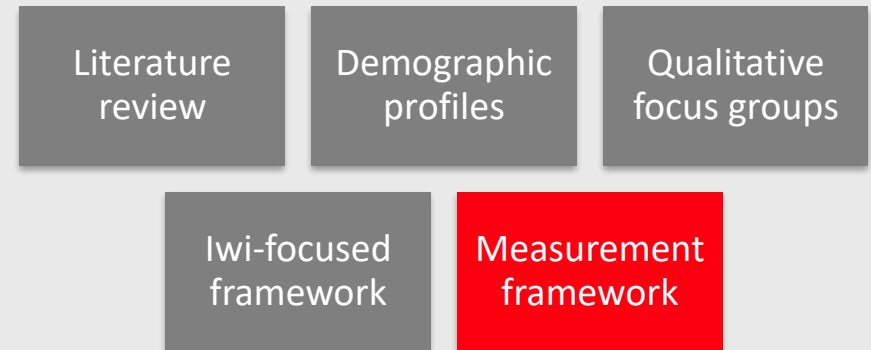 Literature
review
Demographic
profiles
Qualitative
focus groups
Iwi-focused
framework
Measurement
framework